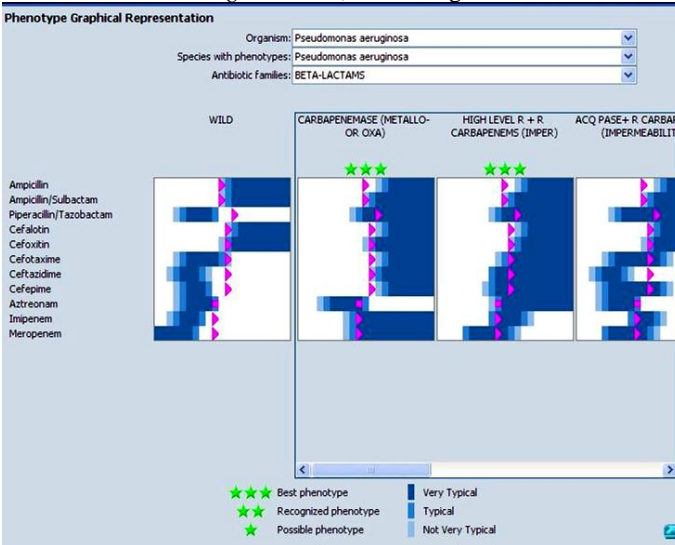 Phenotype Graphical Representation
Organism: Pseudomonas aeruginosa
Species with phenotypes: Pseudomonas aeruginosa
Antibiotic families: BETA-LACTAMS
WILD
CARBAPENEMASE (METALLO-
OR OXA)
HIGH LEVEL R + R
CARBAPENEMS (IMPER)
ACQ PASE+ R CARBAP
(IMPERMEABILIT
Ampicillin
Ampicillin/Sulbactam
Piperacillin/Tazobactam
Cefalotin
Cefoxitin
Cefotaxime
Ceftazidime
Cefepime
Aztreonam
Imipenem
Meropenem
Best phenotype
Very Typical
Recognized phenotype
Typical
Possible phenotype
Not Very Typical